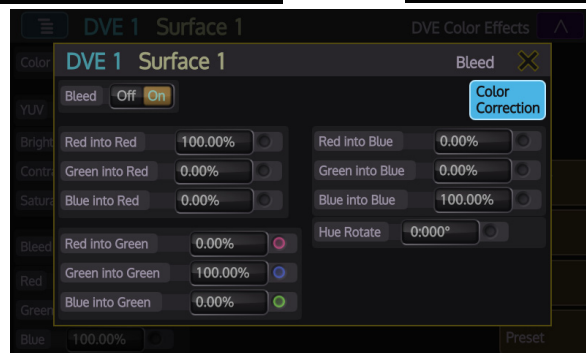 DVE 1 Surface 1 DVE Color Effects
Color
DVE 1 Surface 1 Bleed
Bleed Off On
Color
Correction
YUV
Bright
Contra
Satura
Red into Red 100.00%
Green into Red 0.00%
Blue into Red 0.00%
Red into Blue 0.00%
Green into Blue 0.00%
Blue into Blue 100.00%
Hue Rotate 0:000°
Bleed
Red
Green
Red into Green 0.00%
Green into Green 100.00%
Blue into Green 0.00%
Blue 100.00% Preset